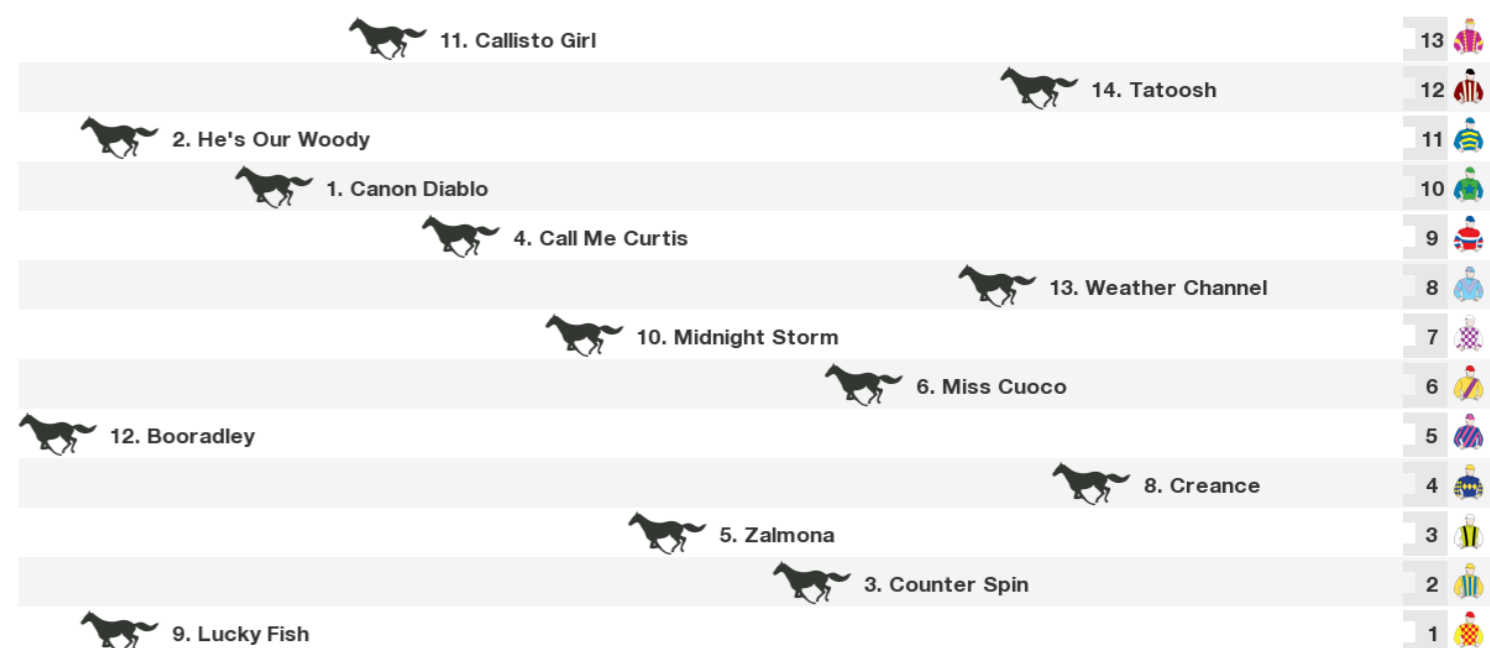 11. Callisto Girl 13
14. Tatoosh 12
2. He's Our Woody 11
1. Canon Diablo 10
4. Call Me Curtis 9
13. Weather Channel 8
10. Midnight Storm 7
6. Miss Cuoco 6
12. Booradley 5
8. Creance 4
5. Zalmona 3
3. Counter Spin 2
9. Lucky Fish 1